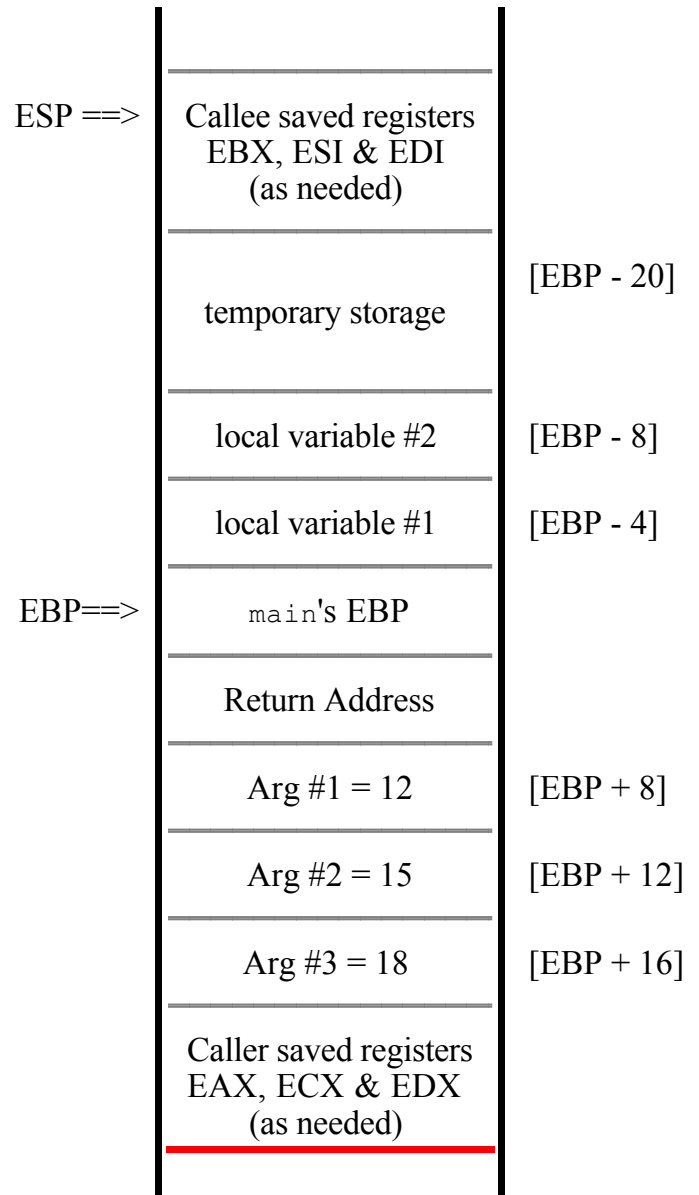 ESP ==>
Callee saved registers
EBX, ESI & EDI
(as needed)
[EBP - 20]
temporary storage
local variable #2
[EBP - 8]
local variable #1
[EBP - 4]
EBP==>
main's EBP
Return Address
Arg #1 = 12
[EBP + 8]
Arg #2 = 15
[EBP + 12]
Arg #3 = 18
[EBP + 16]
Caller saved registers
EAX, ECX & EDX
(as needed)